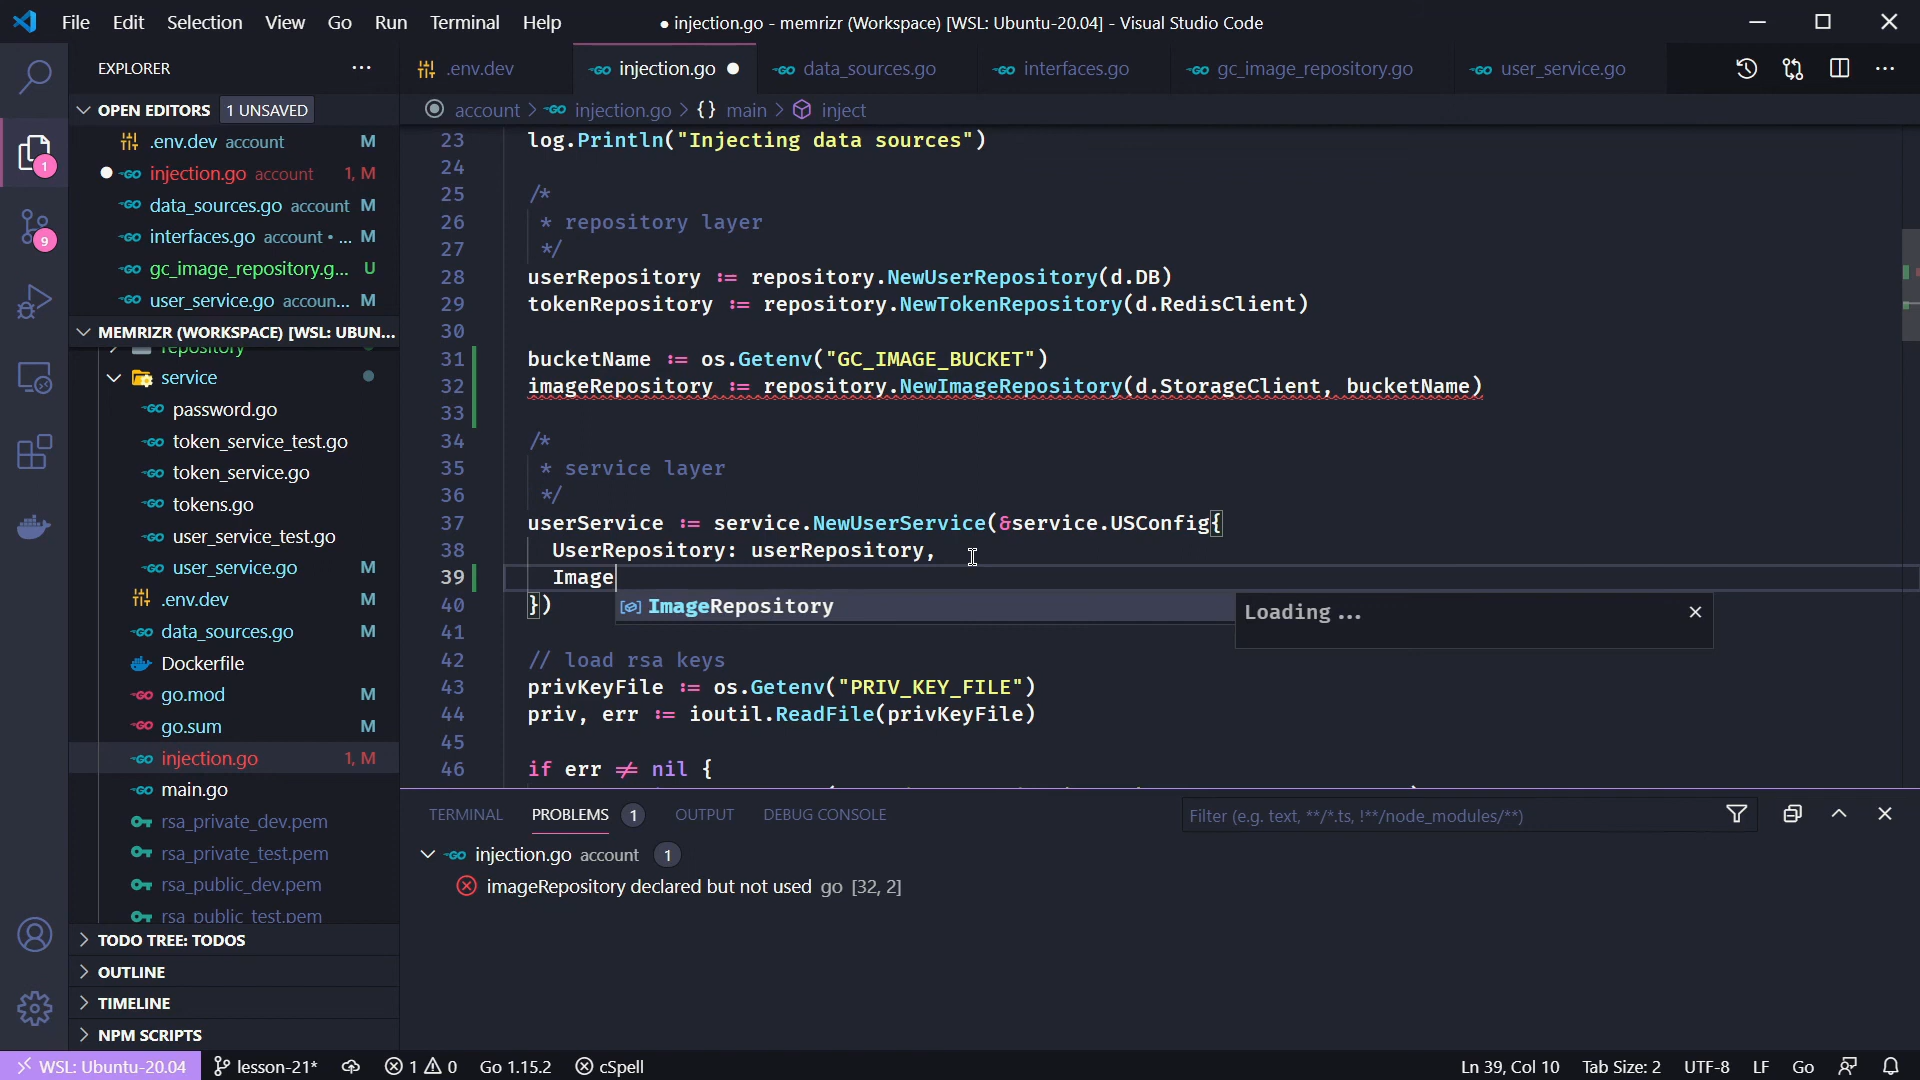 File Edit Selection View Go Run Terminal Help
● injection.go - memrizr (Workspace) [WSL: Ubuntu-20.04] - Visual Studio Code
EXPLORER
.env.dev
injection.go
data_sources.go
interfaces.go
gc_image_repository.go
user_service.go
OPEN EDITORS 1 UNSAVED
account > injection.go > {} main > inject
.env.dev account M
injection.go account 1, M
data_sources.go account M
interfaces.go account • ... M
gc_image_repository.g... U
user_service.go accoun... M
MEMRIZR (WORKSPACE) [WSL: UBUN...
repository
service
password.go
token_service_test.go
token_service.go
tokens.go
user_service_test.go
user_service.go M
.env.dev M
data_sources.go M
Dockerfile
go.mod M
go.sum M
injection.go 1, M
main.go
rsa_private_dev.pem
rsa_private_test.pem
rsa_public_dev.pem
rsa_public_test.pem
TODO TREE: TODOS
OUTLINE
TIMELINE
NPM SCRIPTS
1
9
23 log.Println("Injecting data sources")
24
25 /*
26 * repository layer
27 */
28 userRepository := repository.NewUserRepository(d.DB)
29 tokenRepository := repository.NewTokenRepository(d.RedisClient)
30
31 bucketName := os.Getenv("GC_IMAGE_BUCKET")
32 imageRepository := repository.NewImageRepository(d.StorageClient, bucketName)
33
34 /*
35 * service layer
36 */
37 userService := service.NewUserService(&service.USConfig{
38 UserRepository: userRepository,
39 Image
40 })
ImageRepository
Loading...
41
42 // load rsa keys
43 privKeyFile := os.Getenv("PRIV_KEY_FILE")
44 priv, err := ioutil.ReadFile(privKeyFile)
45
46 if err != nil {
TERMINAL PROBLEMS 1 OUTPUT DEBUG CONSOLE
Filter (e.g. text, **/*.ts, !**/node_modules/**)
injection.go account 1
imageRepository declared but not used go [32, 2]
WSL: Ubuntu-20.04 lesson-21* 1 0 Go 1.15.2 cSpell
Ln 39, Col 10 Tab Size: 2 UTF-8 LF Go